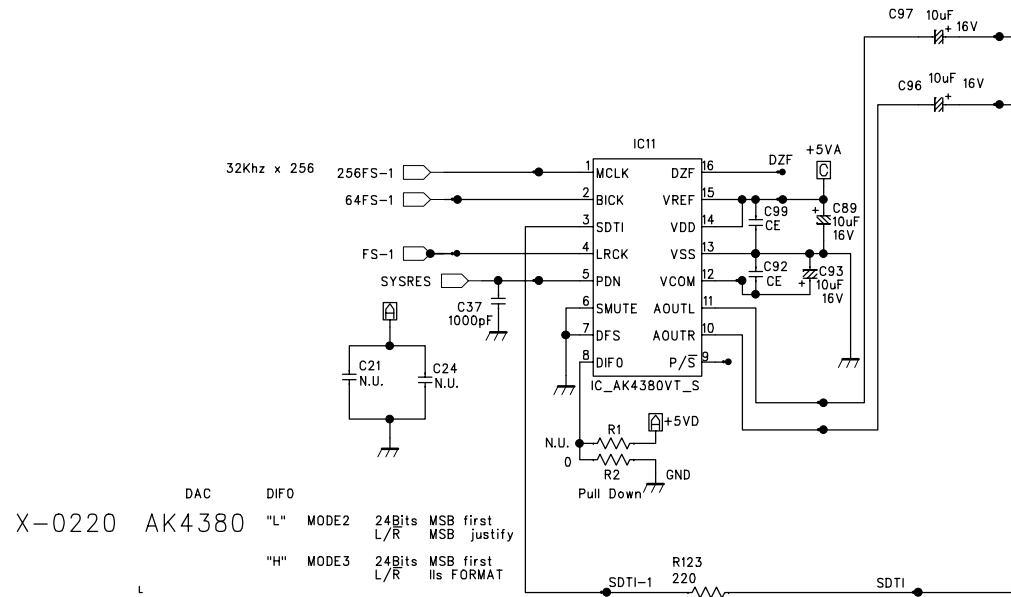 C97 10uF
+ 16V
C96 10uF 16V
+
IC11
+5VA
C
32Khz x 256 256FS-1
64FS-1
FS-1
SYSRES
C37
1000pF
1 MCLK DZF 16 DZF
2 BICK VREF 15
3 SDTI VDD 14
4 LRCK VSS 13
5 PDN VCOM 12
6 SMUTE AOUTL 11
7 DFS AOUTR 10
8 DIF0 P/S 9
IC_AK4380VT_S
C99
CE
+ C89
10uF
16V
C92
CE
C93
+ 10uF
16V
A
C21
N.U.
C24
N.U.
A +5VD
N.U. R1
0
R2 GND
Pull Down
DAC DIF0
X-0220 AK4380 "L" MODE2 24Bits MSB first
L/R MSB justify
"H" MODE3 24Bits MSB first
L/R IIs FORMAT
L
R123
220
SDTI-1 SDTI